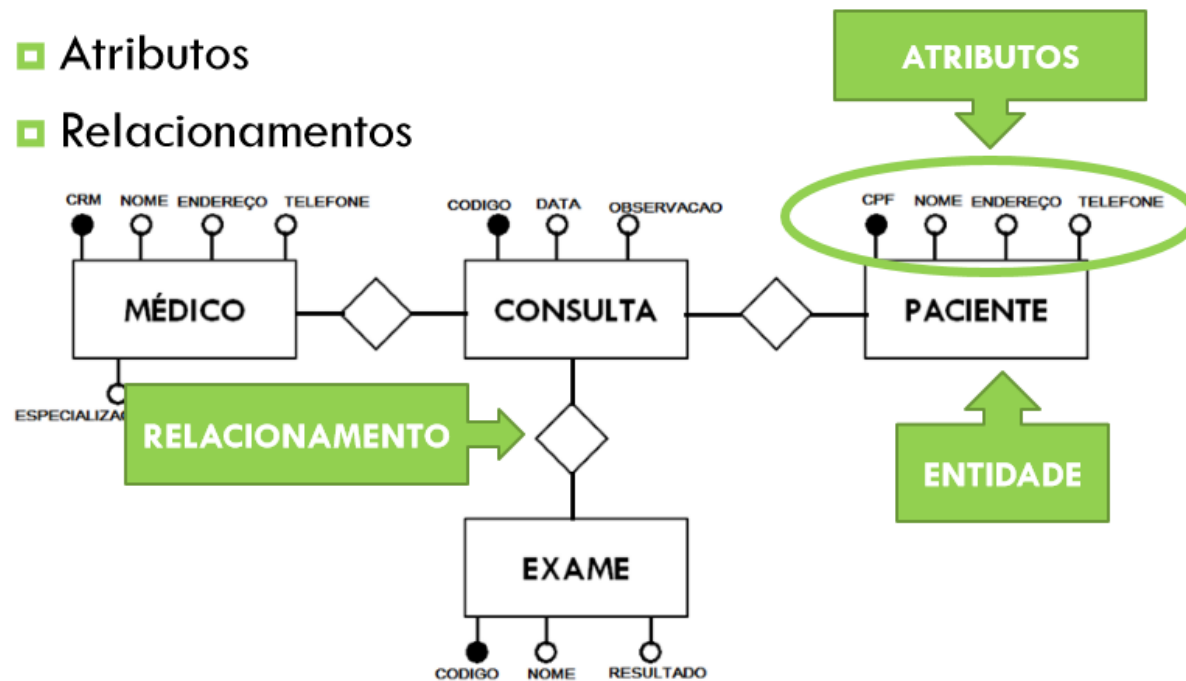 Atributos
Relacionamentos
ATRIBUTOS
CRM NOME ENDEREÇO TELEFONE
CODIGO DATA OBSERVACAO
CPF NOME ENDEREÇO TELEFONE
MÉDICO
CONSULTA
PACIENTE
RELACIONAMENTO
ENTIDADE
EXAME
CODIGO NOME RESULTADO